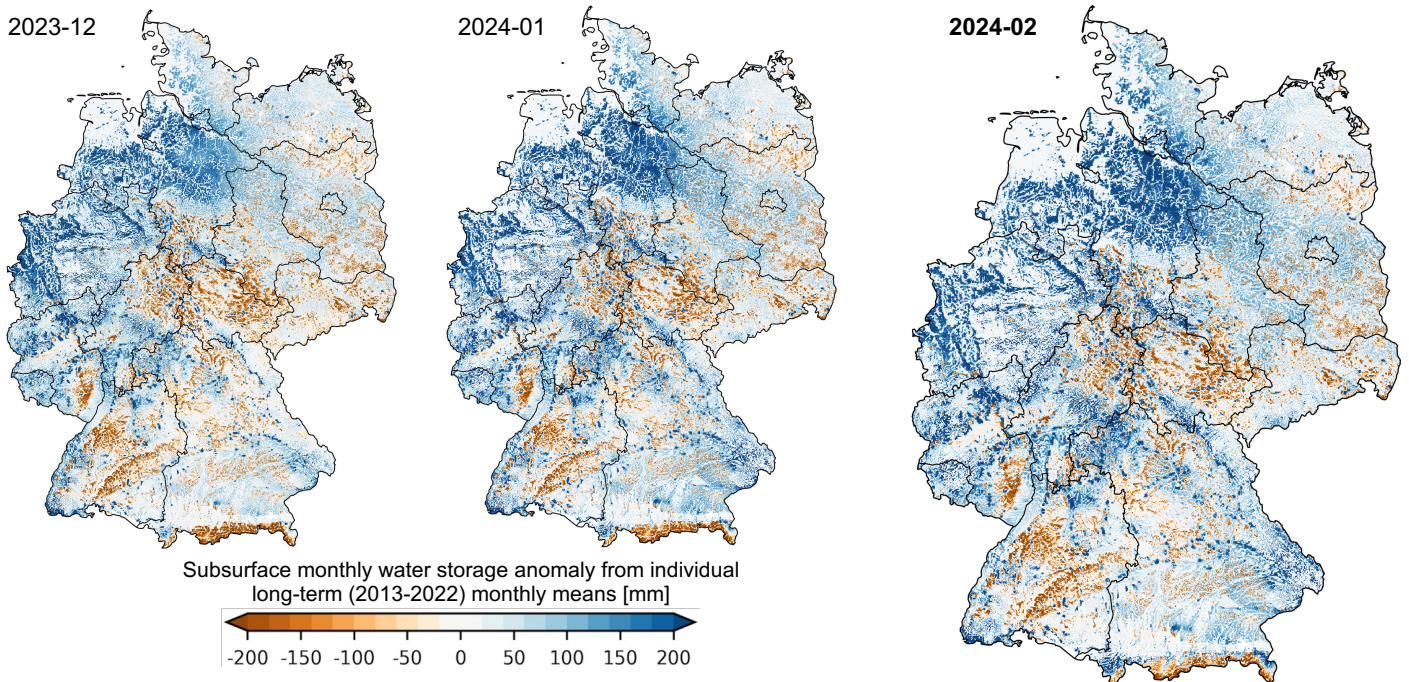 2023-12
2024-01
2024-02
Subsurface monthly water storage anomaly from individual
long-term (2013-2022) monthly means [mm]
-200 -150 -100 -50 0 50 100 150 200